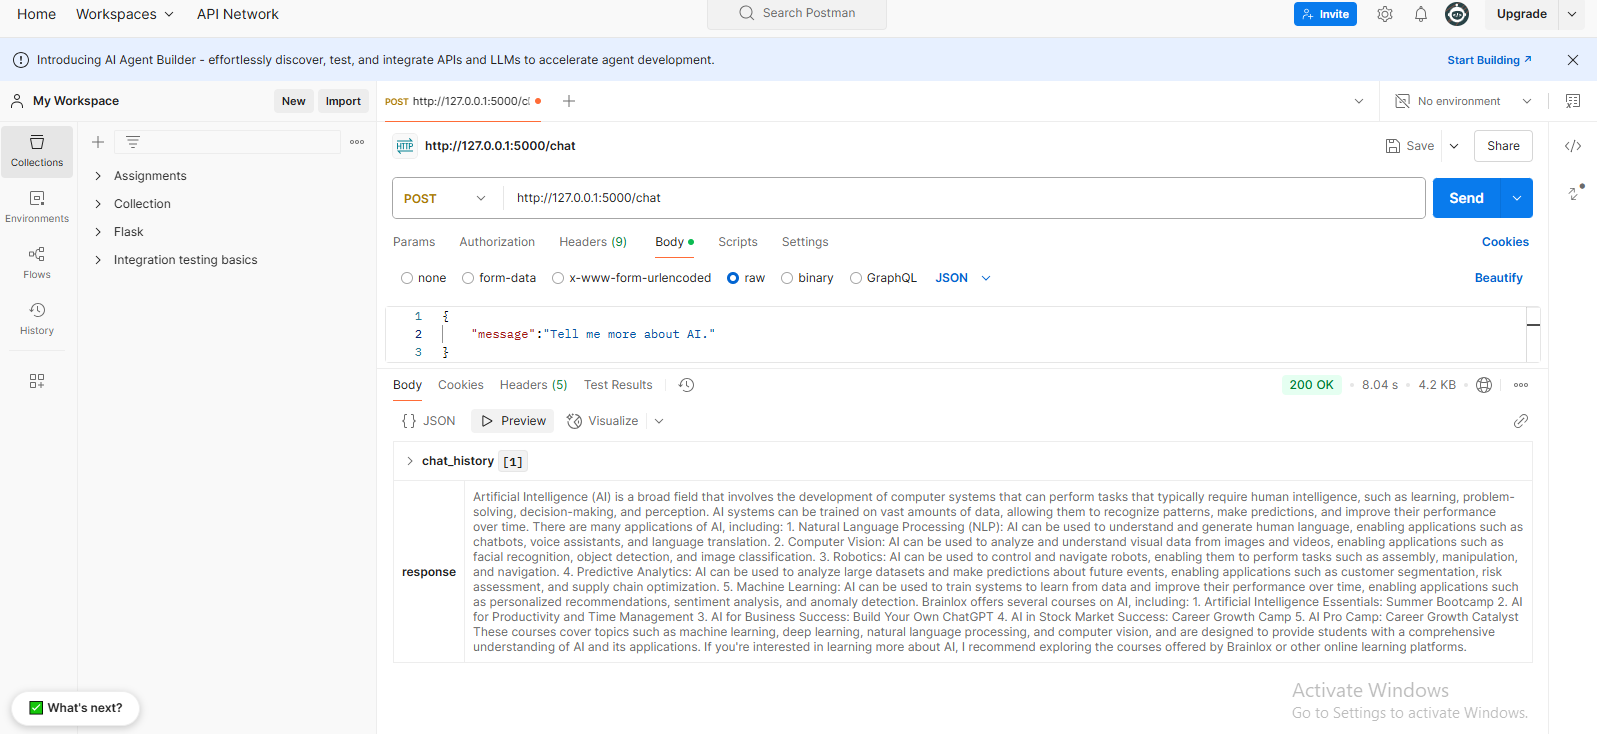 Home Workspaces API Network Search Postman Invite Upgrade
Introducing AI Agent Builder - effortlessly discover, test, and integrate APIs and LLMs to accelerate agent development. Start Building
My Workspace New Import POST http://127.0.0.1:5000/cl No environment
Collections
Environments
Flows
History
Assignments
Collection
Flask
Integration testing basics
HTTP http://127.0.0.1:5000/chat Save Share
POST http://127.0.0.1:5000/chat Send
Params Authorization Headers (9) Body Scripts Settings Cookies
none form-data x-www-form-urlencoded raw binary GraphQL JSON Beautify
1 {
2 "message":"Tell me more about AI."
3 }
Body Cookies Headers (5) Test Results 200 OK 8.04 s 4.2 KB
{} JSON Preview Visualize
chat_history [1]
response
Artificial Intelligence (AI) is a broad field that involves the development of computer systems that can perform tasks that typically require human intelligence, such as learning, problem-
solving, decision-making, and perception. AI systems can be trained on vast amounts of data, allowing them to recognize patterns, make predictions, and improve their performance
over time. There are many applications of AI, including: 1. Natural Language Processing (NLP): AI can be used to understand and generate human language, enabling applications such as
chatbots, voice assistants, and language translation. 2. Computer Vision: AI can be used to analyze and understand visual data from images and videos, enabling applications such as
facial recognition, object detection, and image classification. 3. Robotics: AI can be used to control and navigate robots, enabling them to perform tasks such as assembly, manipulation,
and navigation. 4. Predictive Analytics: AI can be used to analyze large datasets and make predictions about future events, enabling applications such as customer segmentation, risk
assessment, and supply chain optimization. 5. Machine Learning: AI can be used to train systems to learn from data and improve their performance over time, enabling applications such
as personalized recommendations, sentiment analysis, and anomaly detection. Brainlox offers several courses on AI, including: 1. Artificial Intelligence Essentials: Summer Bootcamp 2. AI
for Productivity and Time Management 3. AI for Business Success: Build Your Own ChatGPT 4. AI in Stock Market Success: Career Growth Camp 5. AI Pro Camp: Career Growth Catalyst
These courses cover topics such as machine learning, deep learning, natural language processing, and computer vision, and are designed to provide students with a comprehensive
understanding of AI and its applications. If you're interested in learning more about AI, I recommend exploring the courses offered by Brainlox or other online learning platforms.
What's next?
Activate Windows
Go to Settings to activate Windows.